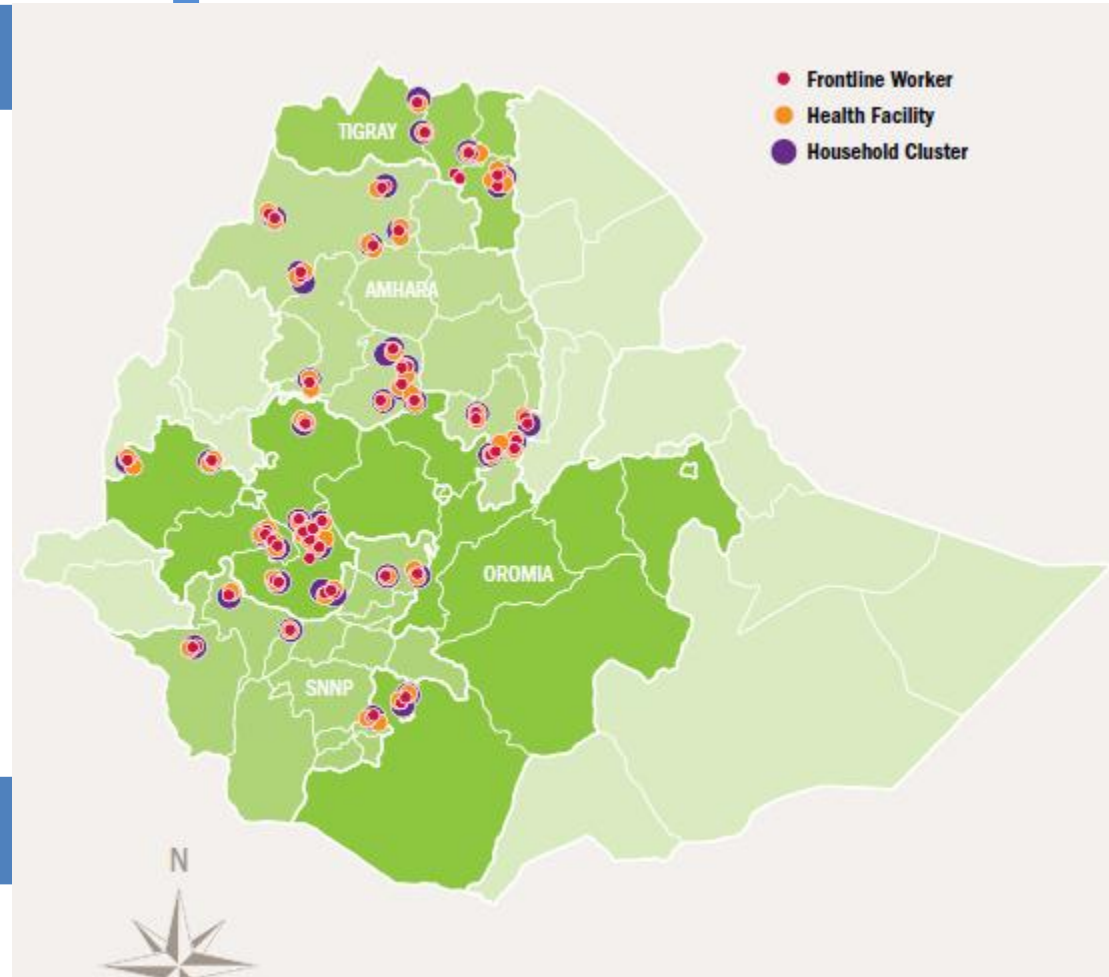 Frontline Worker
Health Facility
Household Cluster
TIGRAY
AMHARA
OROMIA
SNNP
N